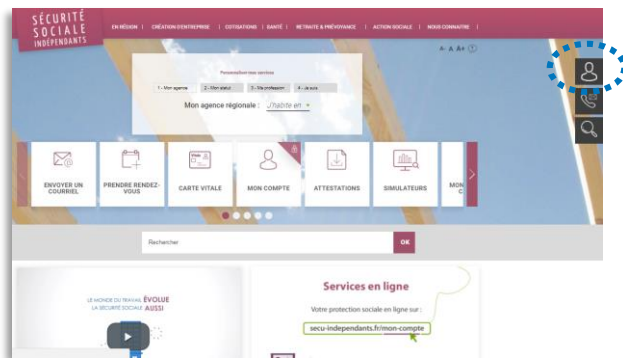 SÉCURITÉ
SOCIALE
INDÉPENDANTS
EN RÉGION | CRÉATION D'ENTREPRISE | COTISATIONS | SANTÉ | RETRAITE & PRÉVOYANCE | ACTION SOCIALE | NOUS CONNAITRE |
A- A A+ ?
Personnaliser mes services
1 - Mon agence 2 - Mon statut 3 - Ma profession 4 - Je suis
Mon agence régionale : J'habite en
ENVOYER UN COURRIEL
PRENDRE RENDEZ-VOUS
CARTE VITALE
MON COMPTE
ATTESTATIONS
SIMULATEURS
MON
C
Rechercher OK
LE MONDE DU TRAVAIL ÉVOLUE
LA SÉCURITÉ SOCIALE AUSSI
Services en ligne
Votre protection sociale en ligne sur :
secu-independants.fr/mon-compte